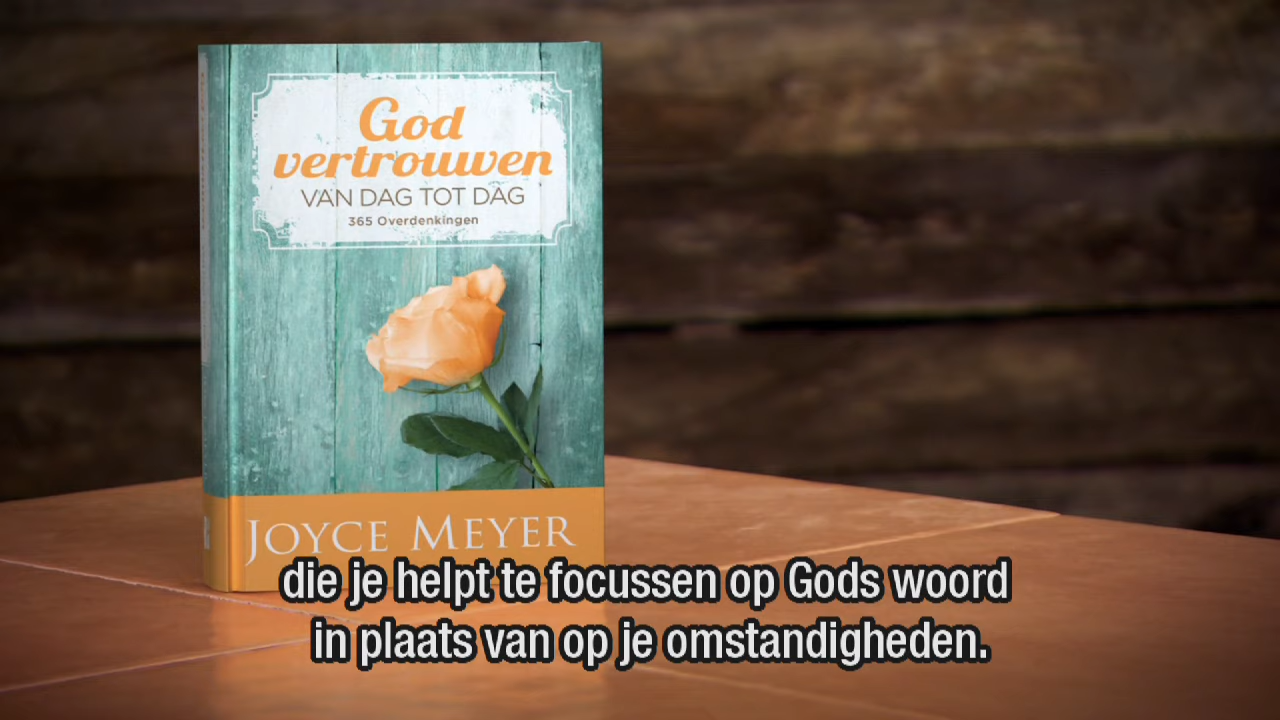 God
vertrouwen
VAN DAG TOT DAG
365 Overdenkingen
JOYCE MEYER
die je helpt te focussen op Gods woord
in plaats van op je omstandigheden.